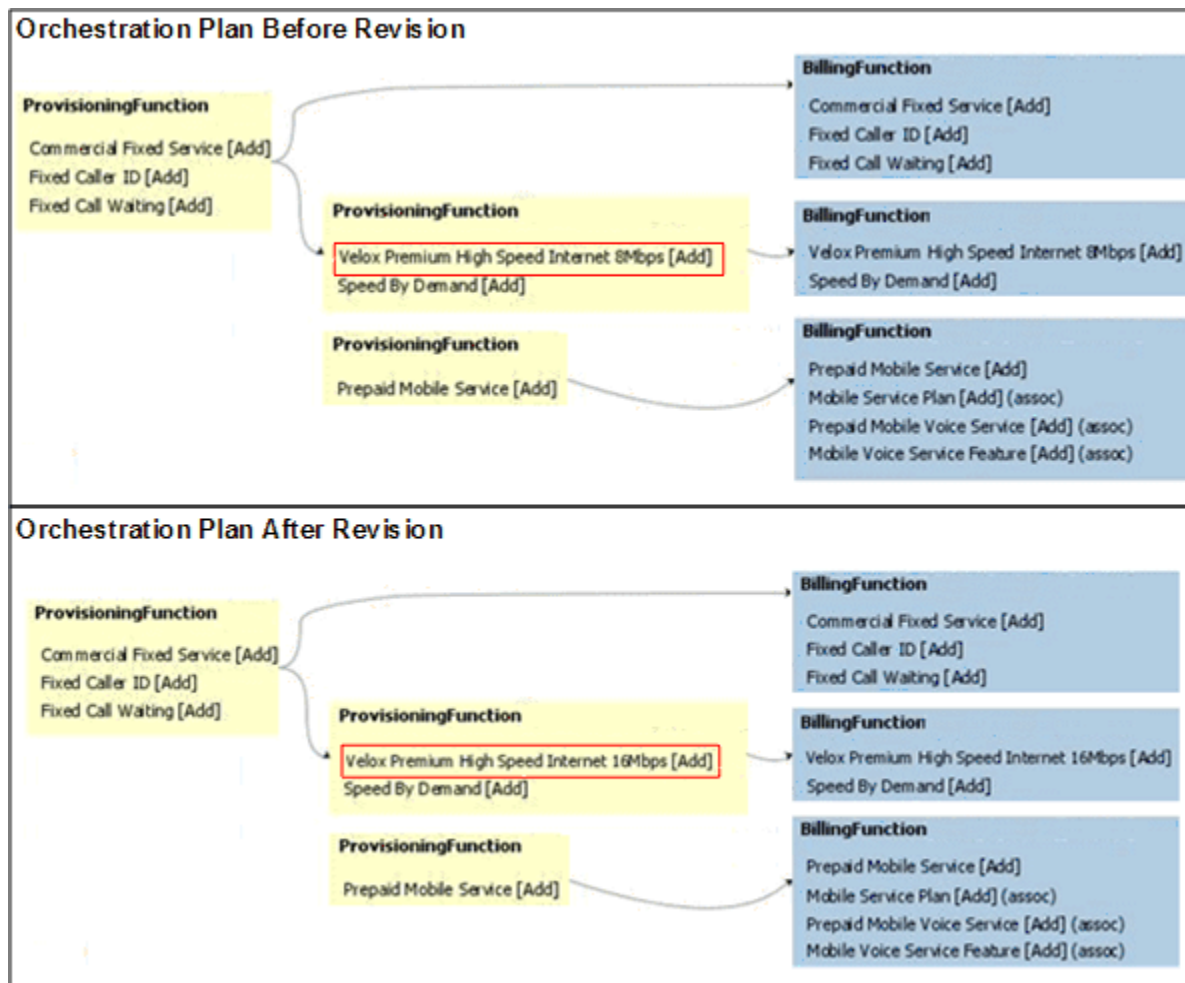 Orchestration Plan Before Revision
ProvisioningFunction
Commercial Fixed Service [Add]
Fixed Caller ID [Add]
Fixed Call Waiting [Add]
BillingFunction
Commercial Fixed Service [Add]
Fixed Caller ID [Add]
Fixed Call Waiting [Add]
ProvisioningFunction
Velox Premium High Speed Internet 8Mbps [Add]
Speed By Demand [Add]
BillingFunction
Velox Premium High Speed Internet 8Mbps [Add]
Speed By Demand [Add]
ProvisioningFunction
Prepaid Mobile Service [Add]
BillingFunction
Prepaid Mobile Service [Add]
Mobile Service Plan [Add] (assoc)
Prepaid Mobile Voice Service [Add] (assoc)
Mobile Voice Service Feature [Add] (assoc)
Orchestration Plan After Revision
ProvisioningFunction
Commercial Fixed Service [Add]
Fixed Caller ID [Add]
Fixed Call Waiting [Add]
BillingFunction
Commercial Fixed Service [Add]
Fixed Caller ID [Add]
Fixed Call Waiting [Add]
ProvisioningFunction
Velox Premium High Speed Internet 16Mbps [Add]
Speed By Demand [Add]
BillingFunction
Velox Premium High Speed Internet 16Mbps [Add]
Speed By Demand [Add]
ProvisioningFunction
Prepaid Mobile Service [Add]
BillingFunction
Prepaid Mobile Service [Add]
Mobile Service Plan [Add] (assoc)
Prepaid Mobile Voice Service [Add] (assoc)
Mobile Voice Service Feature [Add] (assoc)